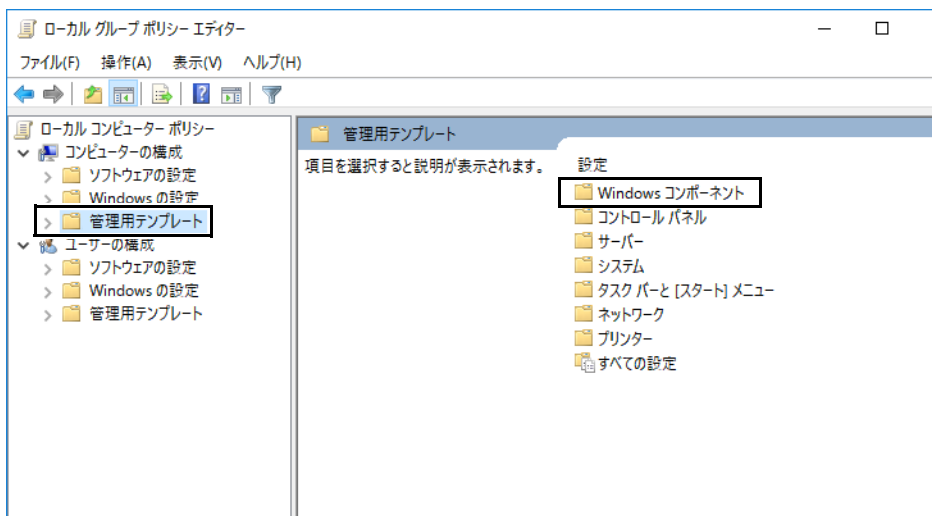 ローカル グループ ポリシー エディター
ファイル(F) 操作(A) 表示(V) ヘルプ(H)
ローカル コンピューター ポリシー
コンピューターの構成
ソフトウェアの設定
Windows の設定
管理用テンプレート
ユーザーの構成
ソフトウェアの設定
Windows の設定
管理用テンプレート
管理用テンプレート
項目を選択すると説明が表示されます。
設定
Windows コンポーネント
コントロール パネル
サーバー
システム
タスク バーと [スタート] メニュー
ネットワーク
プリンター
すべての設定